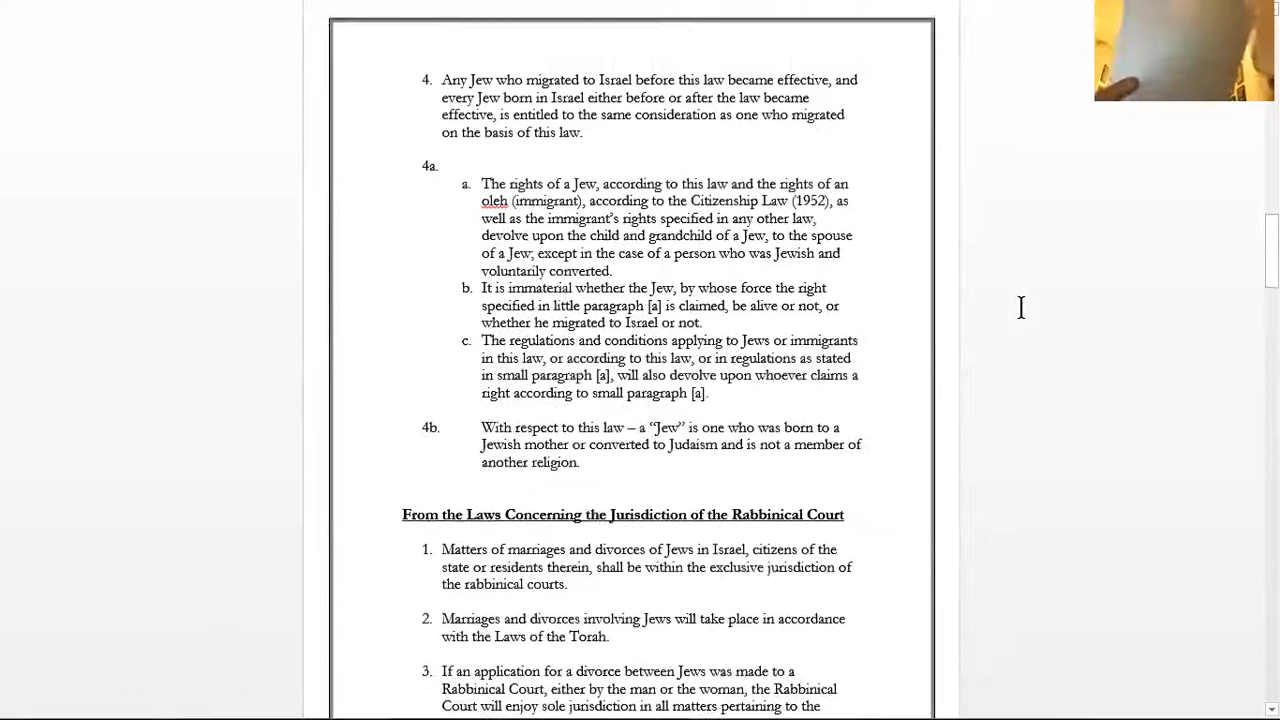 4. Any Jew who migrated to Israel before this law became effective, and
every Jew born in Israel either before or after the law became
effective, is entitled to the same consideration as one who migrated
on the basis of this law.
4a.
a. The rights of a Jew, according to this law and the rights of an
oleh (immigrant), according to the Citizenship Law (1952), as
well as the immigrant's rights specified in any other law,
devolve upon the child and grandchild of a Jew, to the spouse
of a Jew; except in the case of a person who was Jewish and
voluntarily converted.
b. It is immaterial whether the Jew, by whose force the right
specified in little paragraph [a] is claimed, be alive or not, or
whether he migrated to Israel or not.
c. The regulations and conditions applying to Jews or immigrants
in this law, or according to this law, or in regulations as stated
in small paragraph [a], will also devolve upon whoever claims a
right according to small paragraph [a].
4b. With respect to this law – a “Jew” is one who was born to a
Jewish mother or converted to Judaism and is not a member of
another religion.
From the Laws Concerning the Jurisdiction of the Rabbinical Court
1. Matters of marriages and divorces of Jews in Israel, citizens of the
state or residents therein, shall be within the exclusive jurisdiction of
the rabbinical courts.
2. Marriages and divorces involving Jews will take place in accordance
with the Laws of the Torah.
3. If an application for a divorce between Jews was made to a
Rabbinical Court, either by the man or the woman, the Rabbinical
Court will enjoy sole jurisdiction in all matters pertaining to the